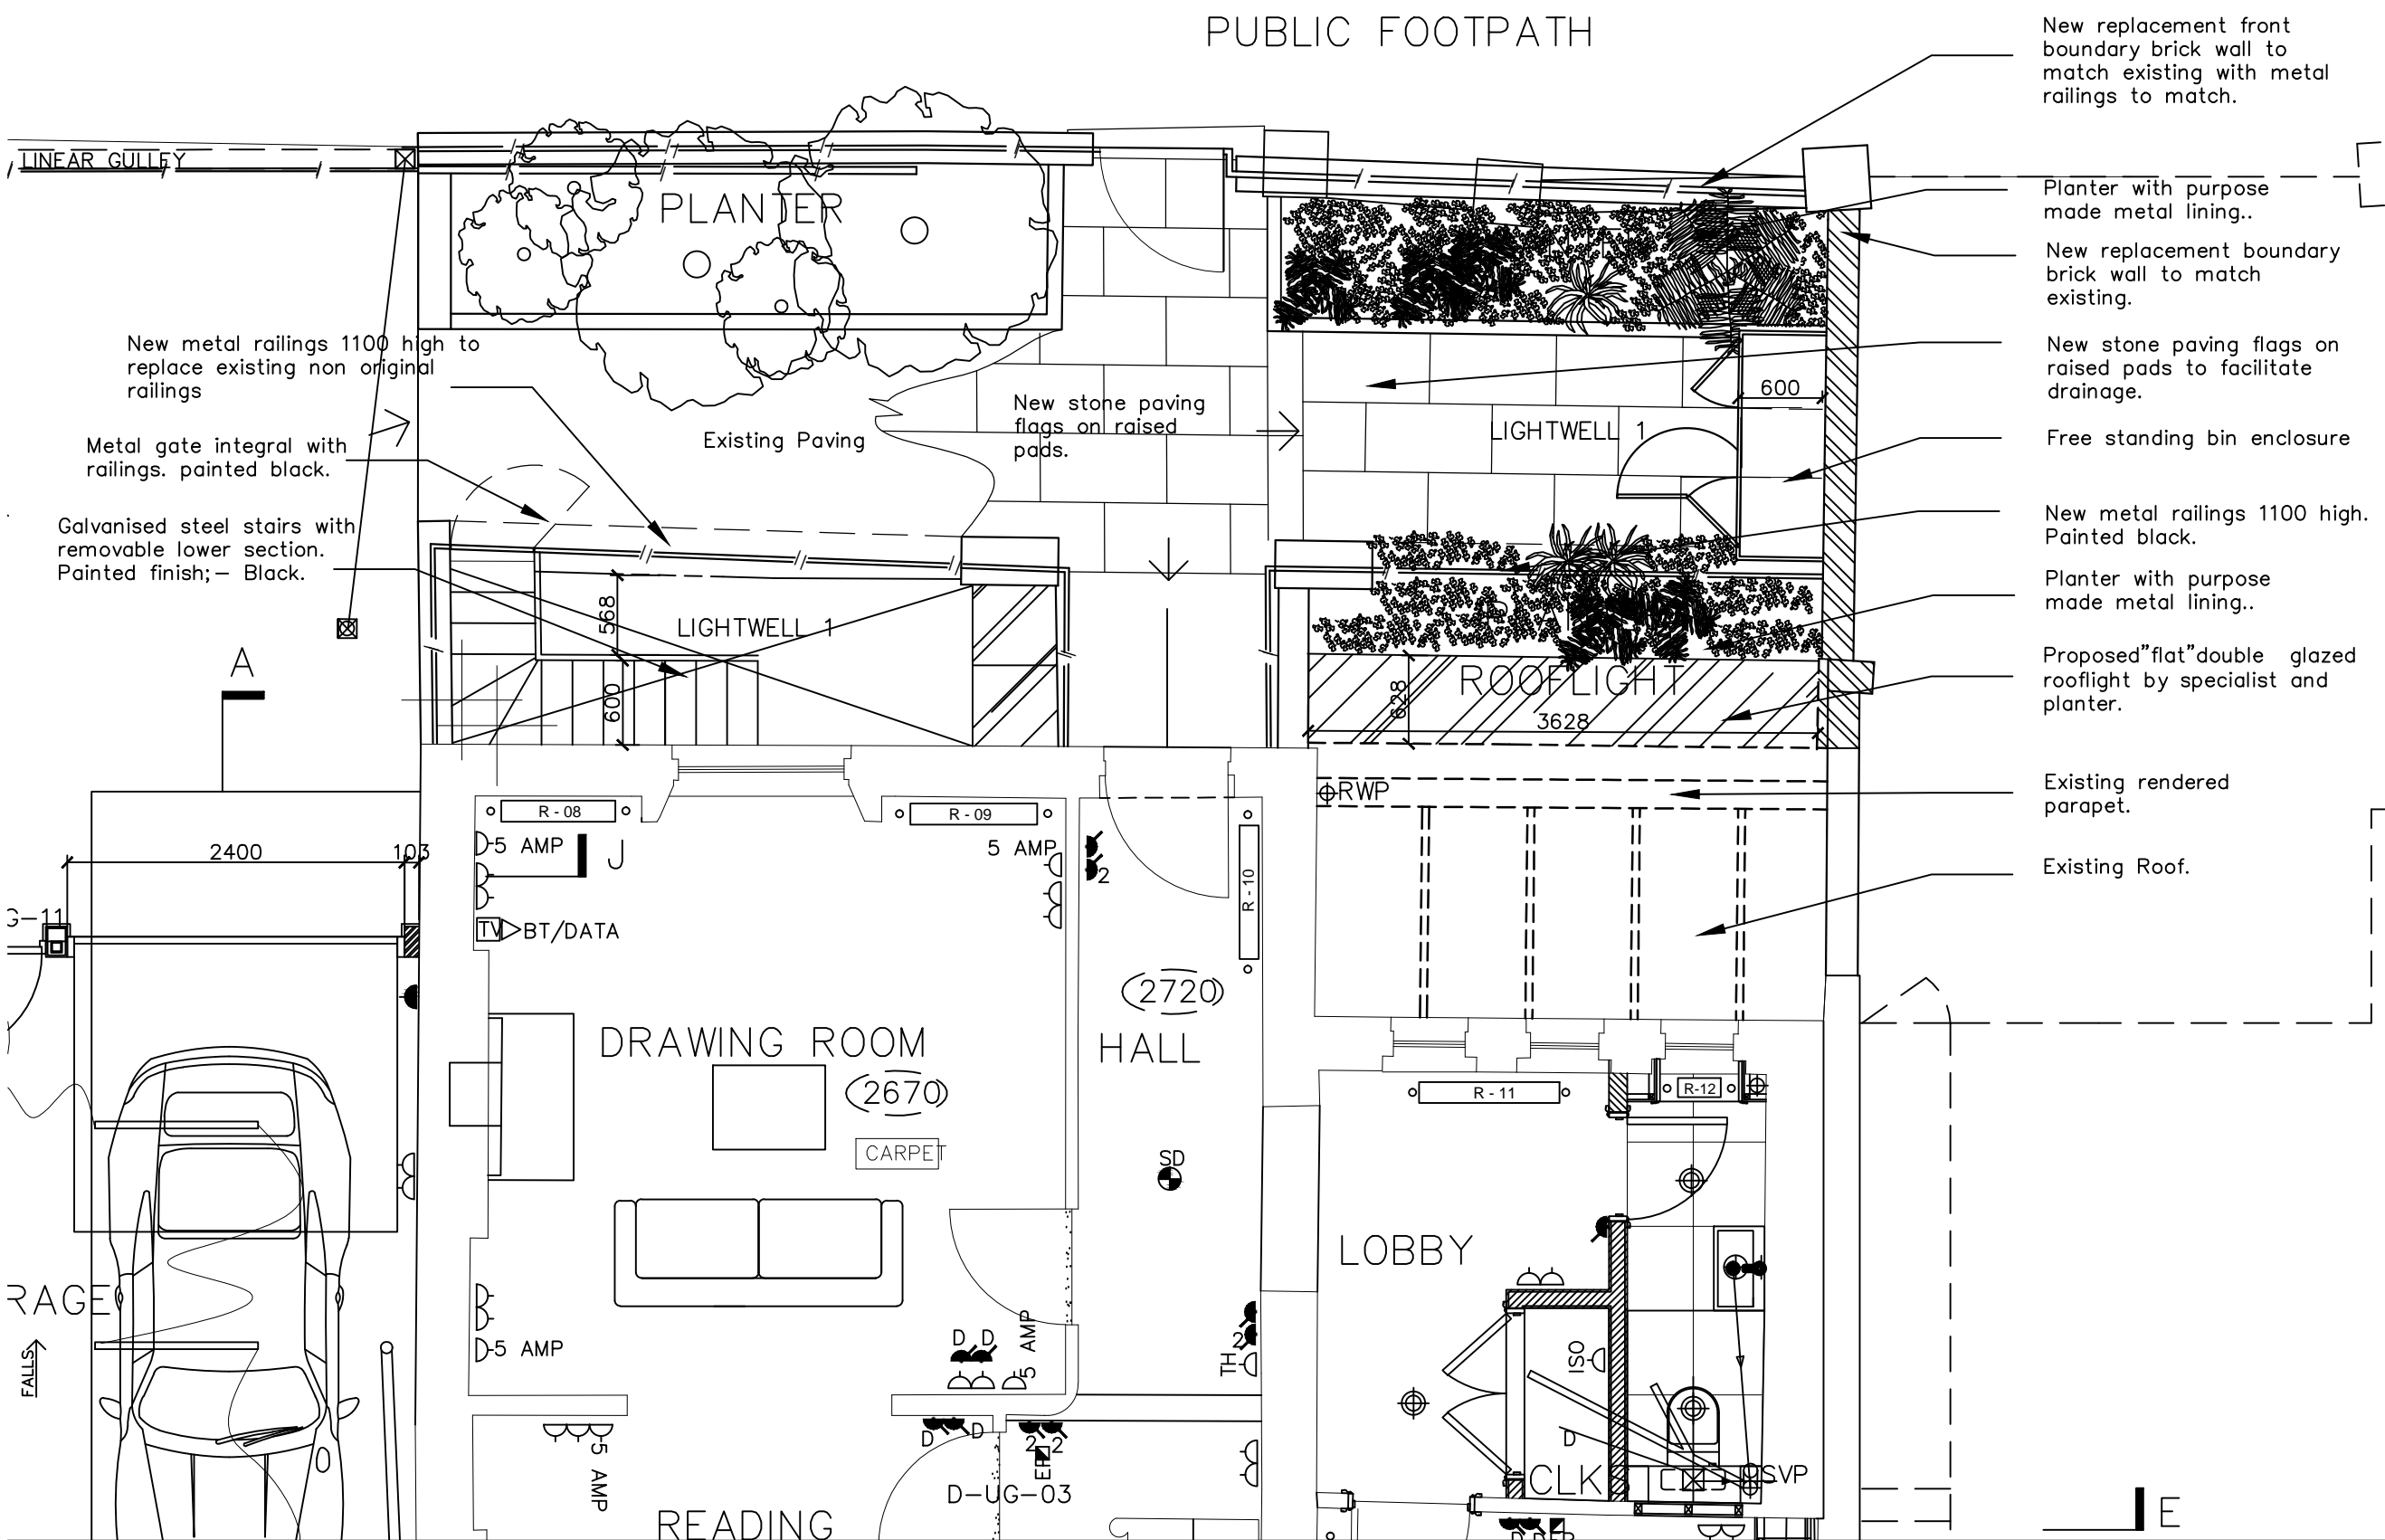 PUBLIC FOOTPATH
New replacement front
boundary brick wall to
match existing with metal
railings to match.
LINEAR GULLEY
PLANTER
Planter with purpose
made metal lining..
New replacement boundary
brick wall to match
existing.
New metal railings 1100 high to
replace existing non original
railings
New stone paving flags on
raised pads to facilitate
drainage.
600
New stone paving
flags on raised
pads.
LIGHTWELL 1
Existing Paving
Metal gate integral with
railings. painted black.
Free standing bin enclosure
Galvanised steel stairs with
removable lower section.
Painted finish;- Black.
New metal railings 1100 high.
Painted black.
Planter with purpose
made metal lining..
568
LIGHTWELL 1
600
A
ROOFLIGHT
628
3628
Proposed"flat"double glazed
rooflight by specialist and
planter.
RWP
Existing rendered
parapet.
R - 08
R - 09
5 AMP
J
5 AMP
2
R - 10
2400
103
Existing Roof.
G-11
TV
BT/DATA
2720
DRAWING ROOM
HALL
2670
R - 11
R-12
CARPET
SD
LOBBY
RAGE
FALLS
5 AMP
D D
5 AMP
2
TH
ISO
D
D
D
2 2
5 AMP
D-UG-03
CLK
SVP
READING
E